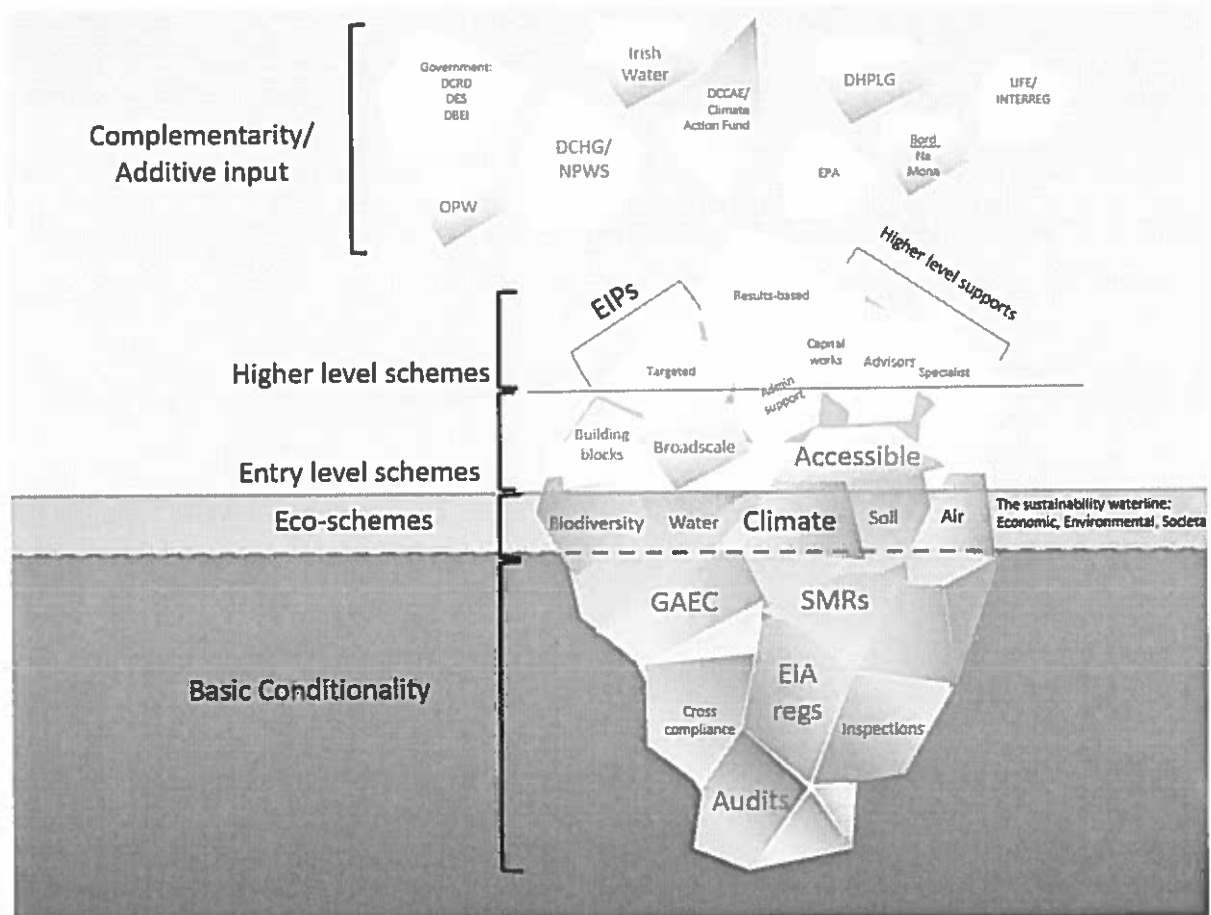 Complementarity/
Additive input
Government:
DCRD
DES
DBEI
Irish
Water
DCCAE/
Climate
Action Fund
DHPLG
LIFE/
INTERREG
DCHG/
NPWS
EPA
Bord
Na
Mona
OPW
Higher level schemes
EIPs
Results-based
Higher level supports
Targeted
Capital
works
Advisors
Specialist
Admin
support
Entry level schemes
Building
blocks
Broadscale
Accessible
Eco-schemes
Biodiversity
Water
Climate
Soil
Air
The sustainability waterline:
Economic, Environmental, Societa
Basic Conditionality
GAEC
SMRs
EIA
regs
Cross
compliance
Inspections
Audits